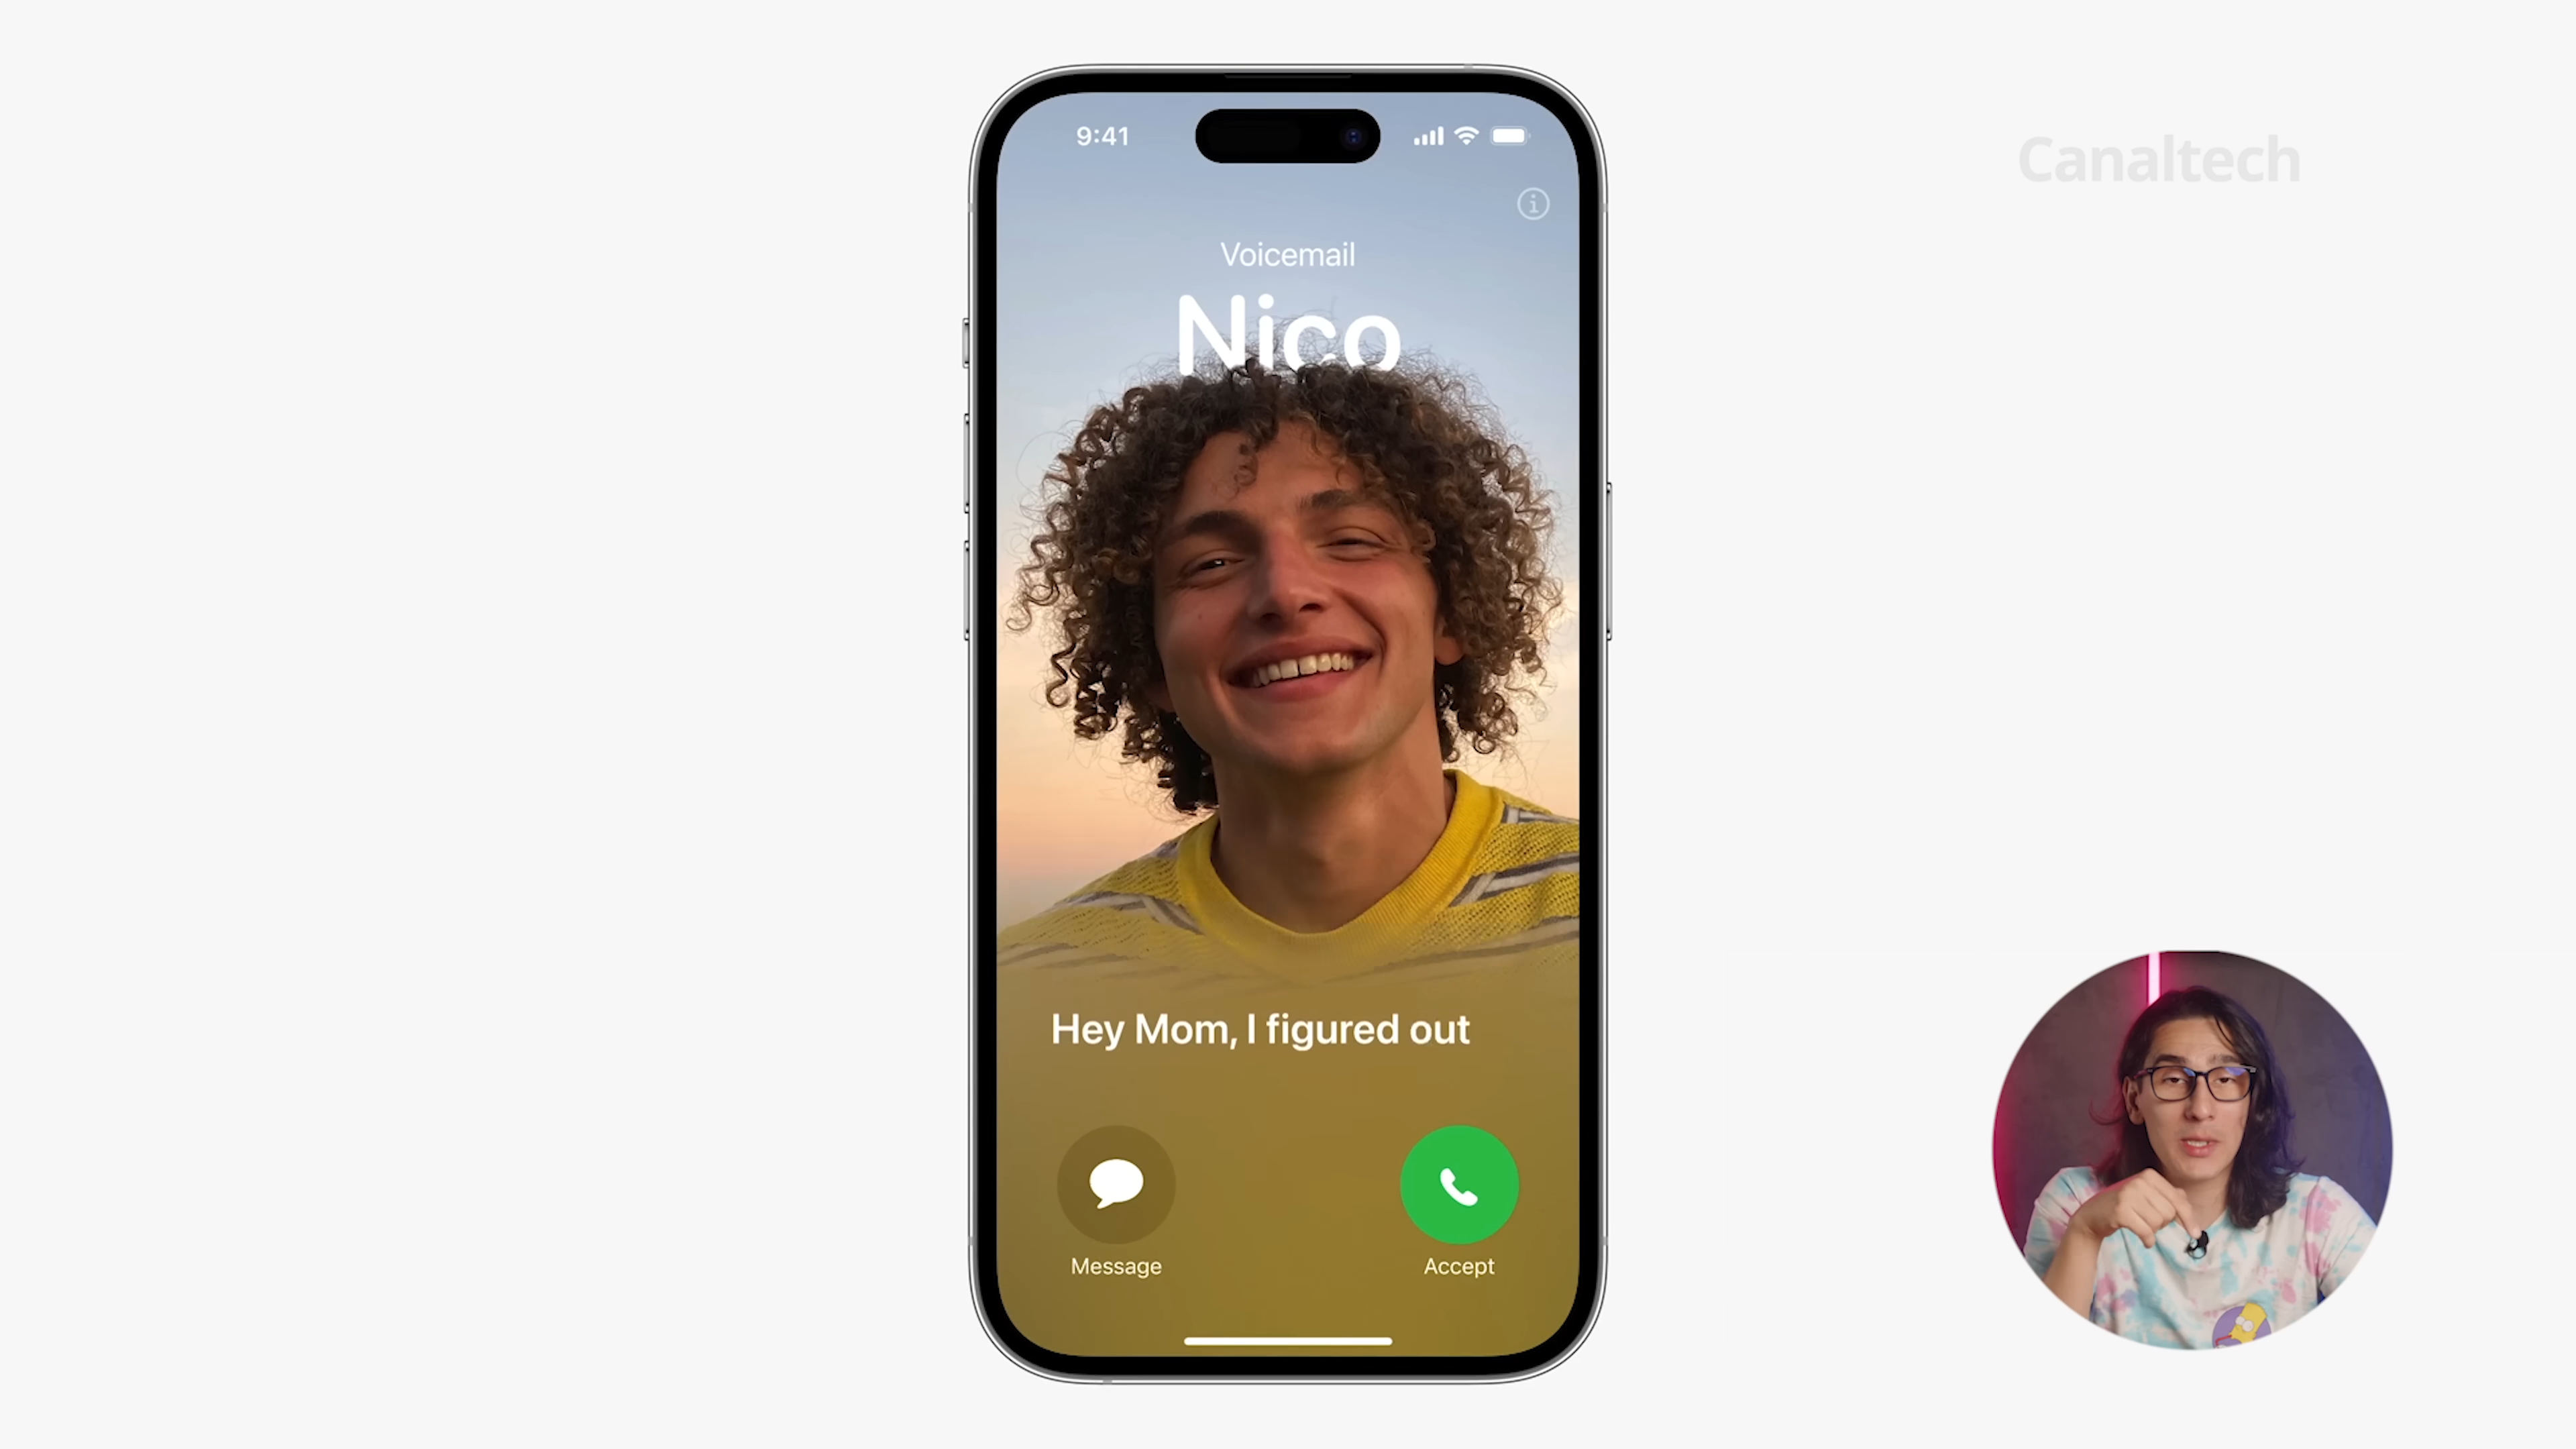 9:41
Canaltech
Voicemail
Nico
Hey Mom, I figured out
Message
Accept